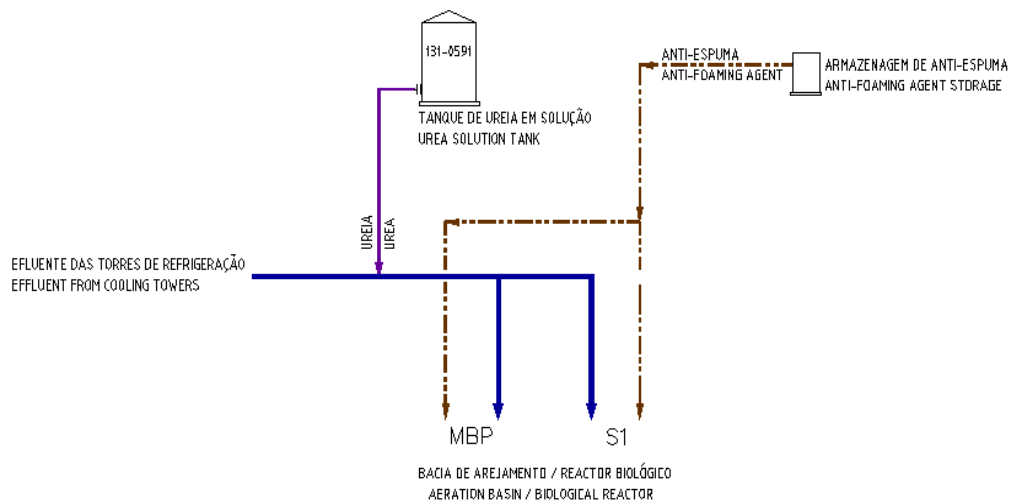 131-0591
TANQUE DE UREIA EM SOLUÇÃO
UREA SOLUTION TANK
ANTI-ESPUMA
ANTI-FOAMING AGENT
ARMAZENAGEM DE ANTI-ESPUMA
ANTI-FOAMING AGENT STORAGE
UREIA
UREA
EFLUENTE DAS TORRES DE REFRIGERAÇÃO
EFFLUENT FROM COOLING TOWERS
MBP
S1
BACIA DE AREJAMENTO / REACTOR BIOLÓGICO
AERATION BASIN / BIOLOGICAL REACTOR